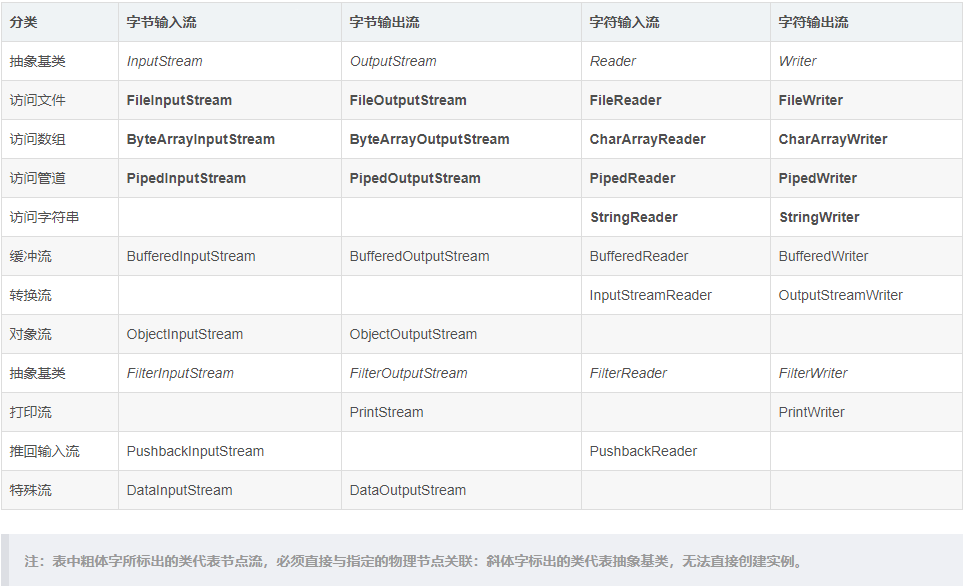 分类 字节输入流 字节输出流 字符输入流 字符输出流
抽象基类 InputStream OutputStream Reader Writer
访问文件 FileInputStream FileOutputStream FileReader FileWriter
访问数组 ByteArrayInputStream ByteArrayOutputStream CharArrayReader CharArrayWriter
访问管道 PipedInputStream PipedOutputStream PipedReader PipedWriter
访问字符串 StringReader StringWriter
缓冲流 BufferedInputStream BufferedOutputStream BufferedReader BufferedWriter
转换流 InputStreamReader OutputStreamWriter
对象流 ObjectInputStream ObjectOutputStream
抽象基类 FilterInputStream FilterOutputStream FilterReader FilterWriter
打印流 PrintStream PrintWriter
推回输入流 PushbackInputStream PushbackReader
特殊流 DataInputStream DataOutputStream
注：表中粗体字所标出的类代表节点流，必须直接与指定的物理节点关联：斜体字标出的类代表抽象基类，无法直接创建实例。